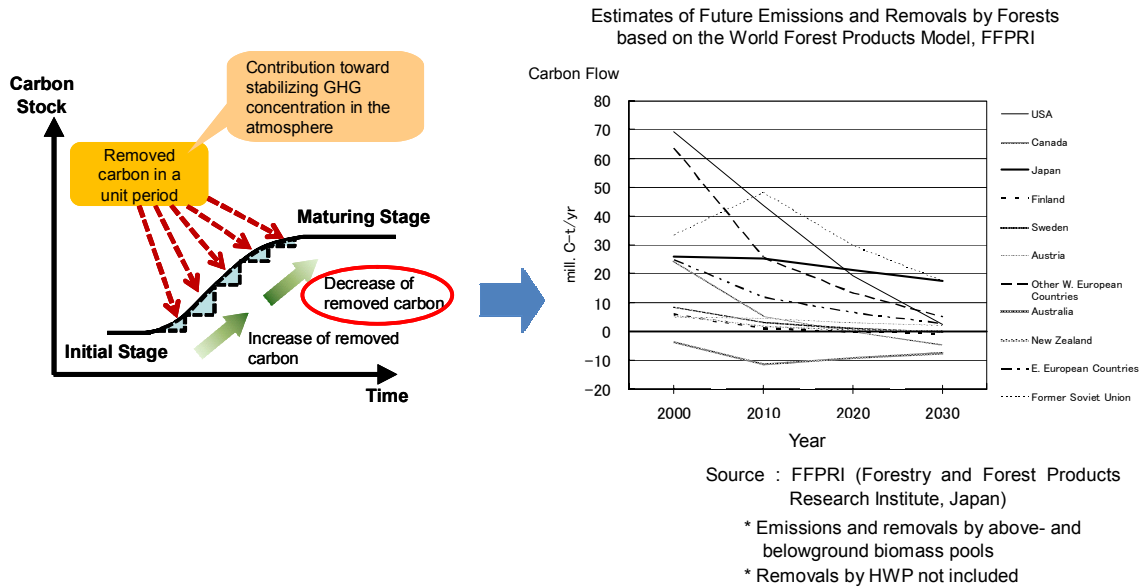 Carbon
Stock
Contribution toward
stabilizing GHG
concentration in the
atmosphere
Removed
carbon in a
unit period
Maturing Stage
Decrease of
removed carbon
Increase of removed
carbon
Initial Stage
Time
Estimates of Future Emissions and Removals by Forests
based on the World Forest Products Model, FFPRI
Carbon Flow
mill. C-t/yr
80
70
60
50
40
30
20
10
0
-10
-20
2000
2010
2020
2030
Year
USA
Canada
Japan
Finland
Sweden
Austria
Other W. European
Countries
Australia
New Zealand
E. European Countries
Former Soviet Union
Source : FFPRI (Forestry and Forest Products
Research Institute, Japan)
* Emissions and removals by above- and
belowground biomass pools
* Removals by HWP not included